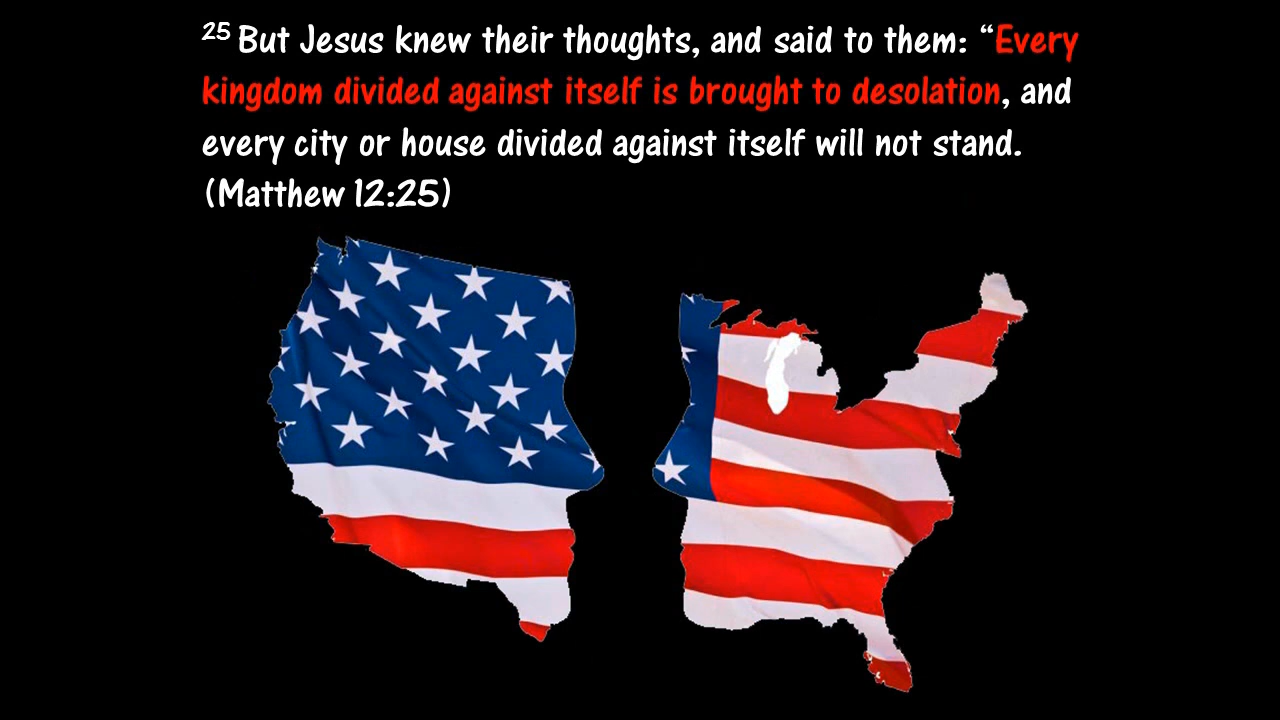 25 But Jesus knew their thoughts, and said to them: “Every
kingdom divided against itself is brought to desolation, and
every city or house divided against itself will not stand.
(Matthew 12:25)